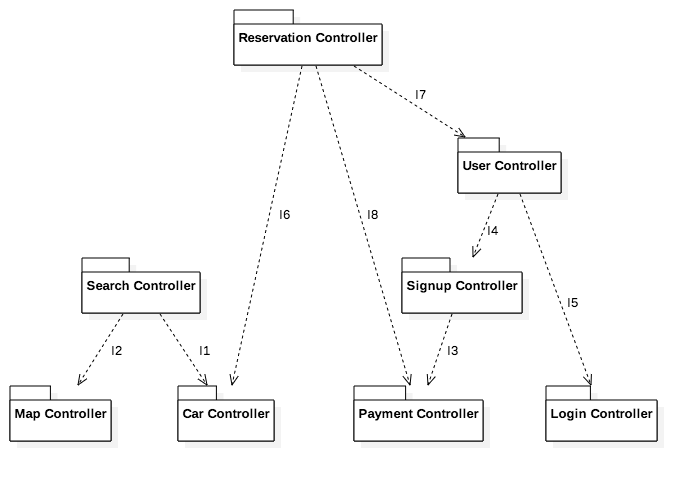 Reservation Controller
I7
User Controller
I6
I8
I4
Search Controller
Signup Controller
I5
I2
I1
I3
Map Controller
Car Controller
Payment Controller
Login Controller